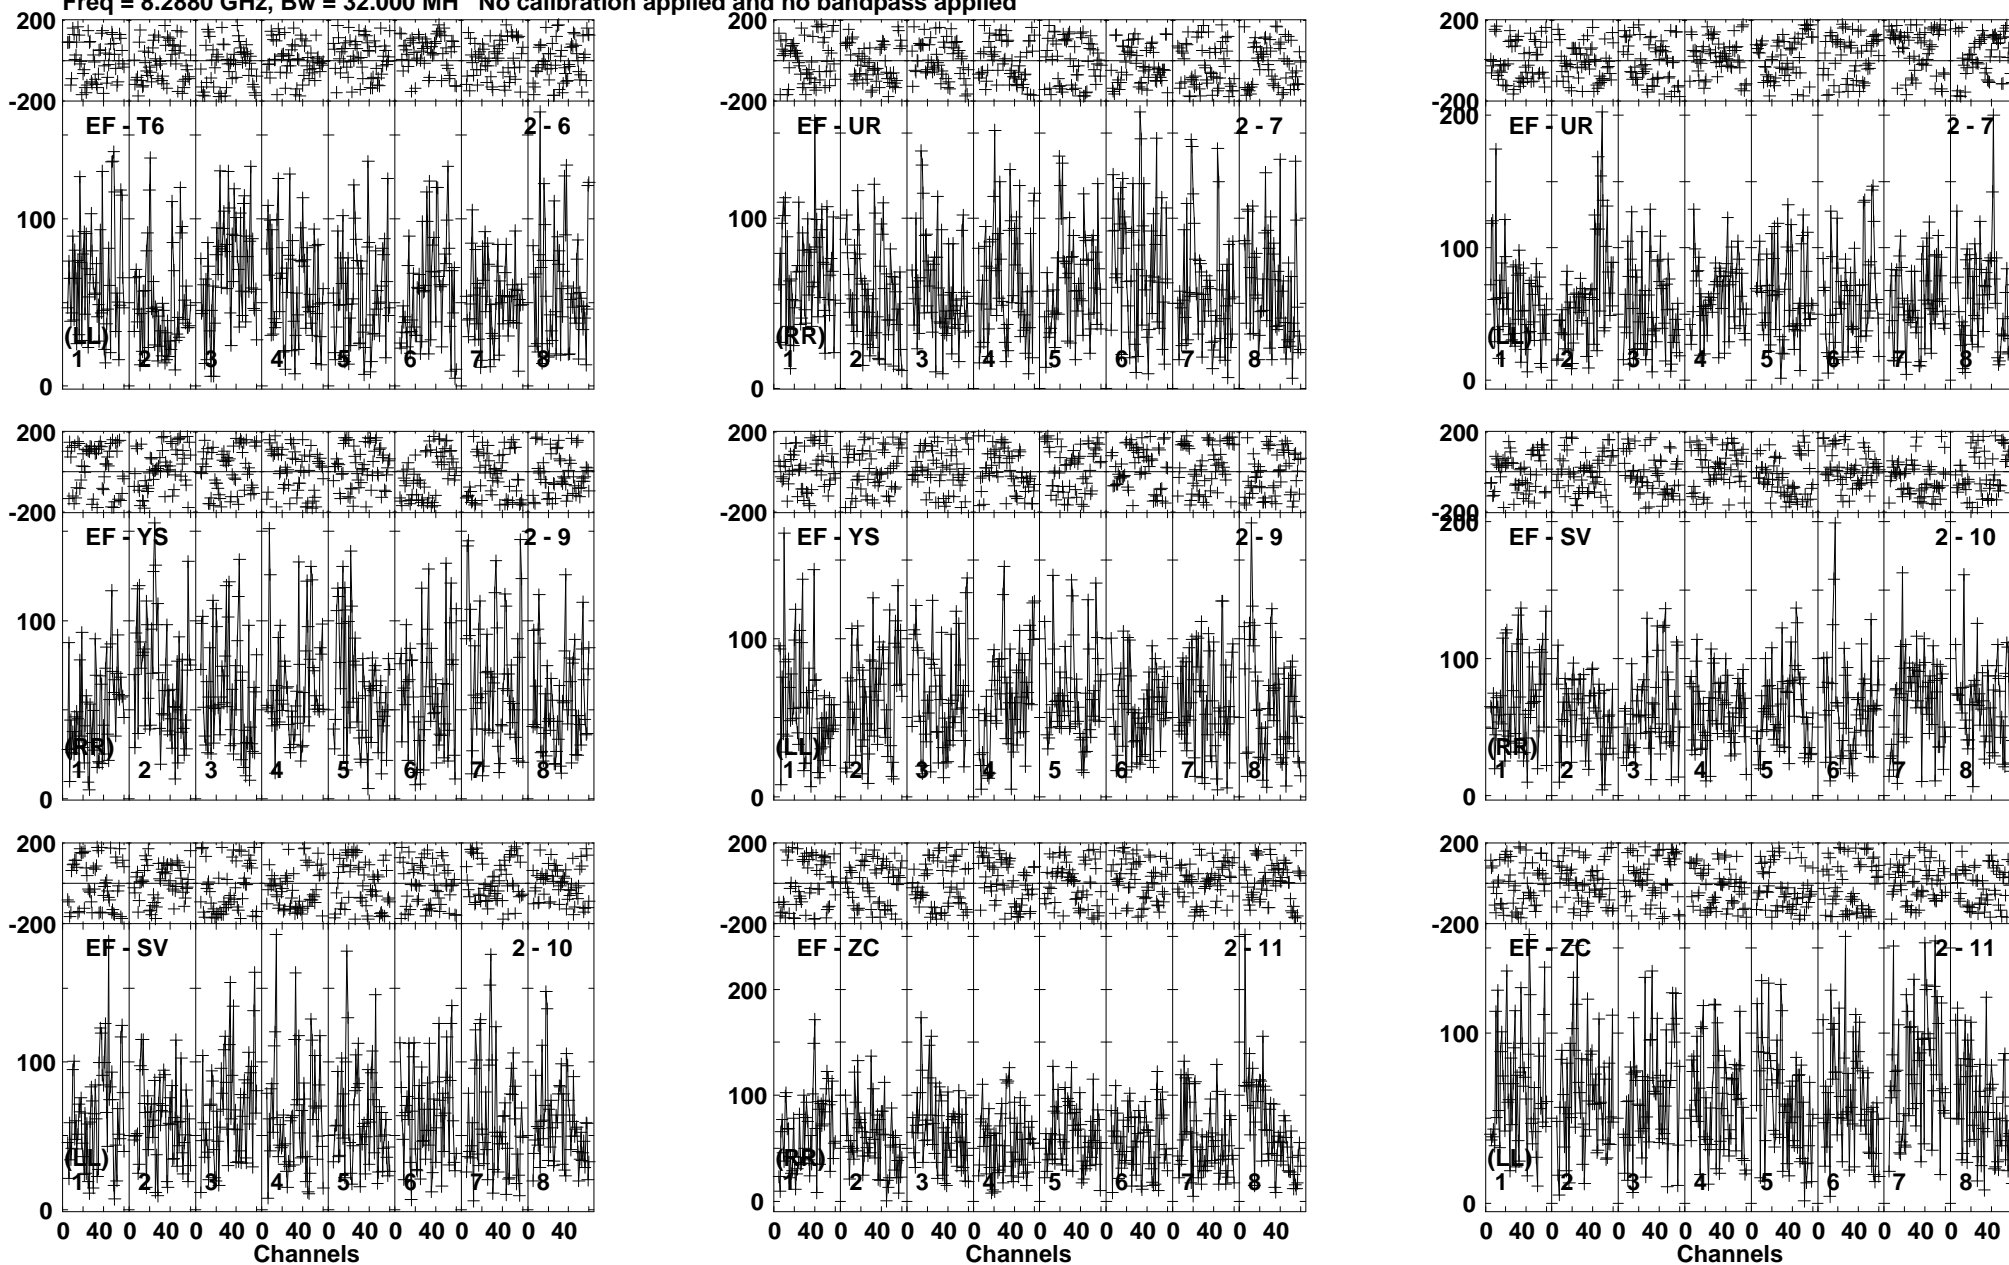 Freq = 8.2880 GHz, Bw = 32.000 MH No calibration applied and no bandpass applied
200 200 200
-200 -200 -200
200
EF - T6 2 - 6 EF - UR 2 - 7 EF - UR 2 - 7
100 100 100
(LL) (RR) (LL)
1 2 3 4 5 6 7 8 1 2 3 4 5 6 7 8 1 2 3 4 5 6 7 8
0 0 0
200 200 200
-200 -200 -200
200
EF - YS 2 - 9 EF - YS 2 - 9 EF - SV 2 - 10
100 100 100
(RR) (LL) (RR)
1 2 3 4 5 6 7 8 1 2 3 4 5 6 7 8 1 2 3 4 5 6 7 8
0 0 0
200 200 200
-200 -200 -200
EF - SV 2 - 10 EF - ZC 2 - 11 EF - ZC 2 - 11
200
100 100 100
(LL) (RR) (LL)
1 2 3 4 5 6 7 8 1 2 3 4 5 6 7 8 1 2 3 4 5 6 7 8
0 0 0
0 40 0 40 0 40 0 40 0 40 0 40 0 40 0 40 0 40 0 40 0 40 0 40 0 40 0 40 0 40 0 40 0 40 0 40 0 40 0 40 0 40 0 40 0 40 0 40
Channels Channels Channels